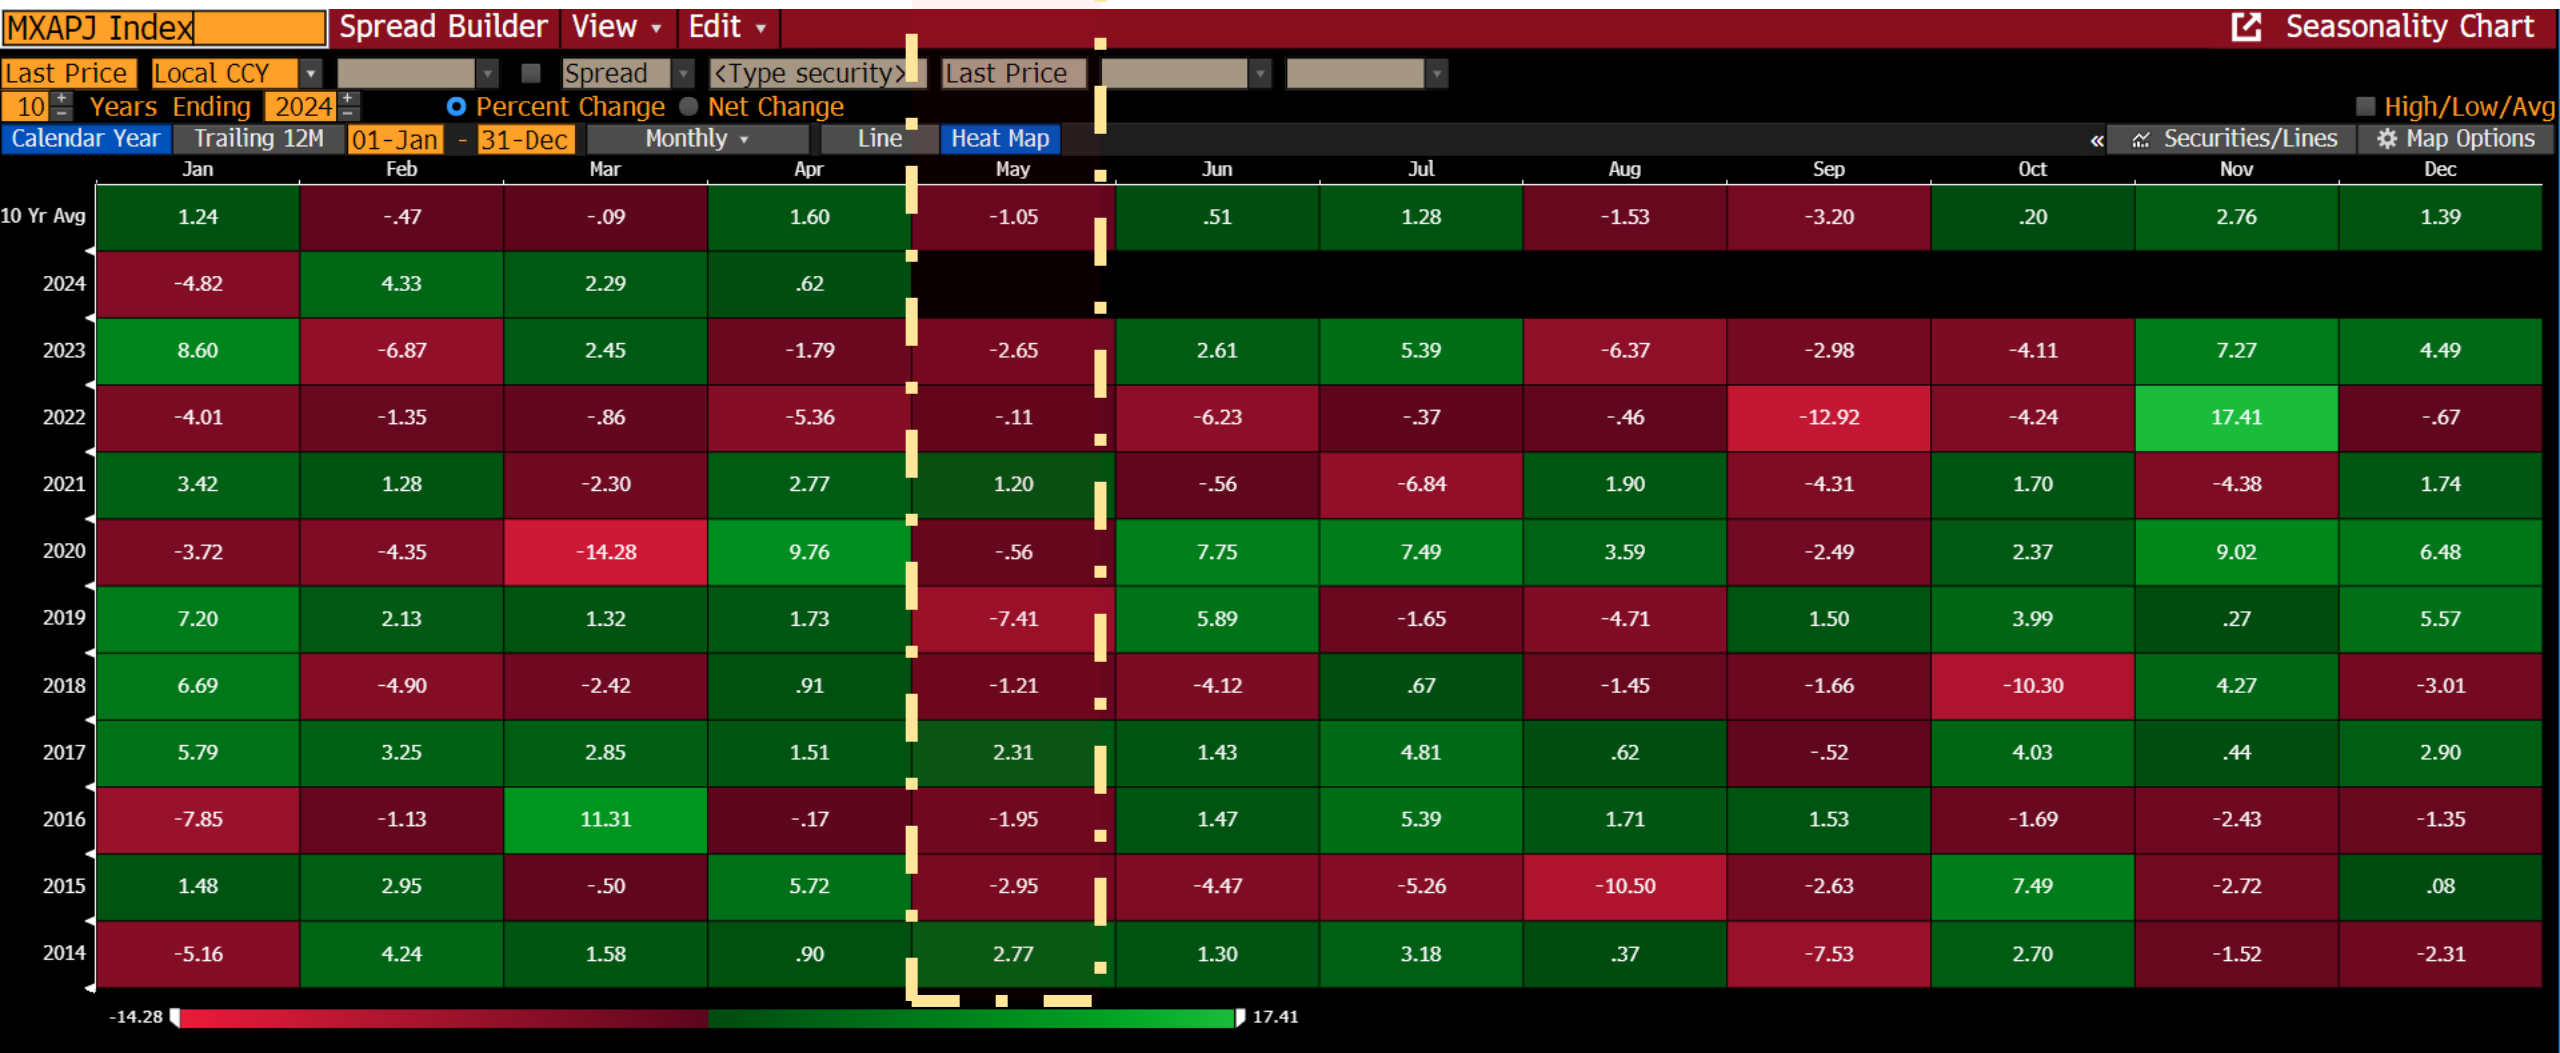 MXAPJ Index Spread Builder View Edit Seasonality Chart
Last Price Local CCY Spread <Type security> Last Price
10 Years Ending 2024 Percent Change Net Change High/Low/Avg
Calendar Year Trailing 12M 01-Jan - 31-Dec Monthly Line Heat Map « Securities/Lines Map Options
Jan Feb Mar Apr May Jun Jul Aug Sep Oct Nov Dec
10 Yr Avg 1.24 -.47 -.09 1.60 -1.05 .51 1.28 -1.53 -3.20 .20 2.76 1.39
2024 -4.82 4.33 2.29 .62
2023 8.60 -6.87 2.45 -1.79 -2.65 2.61 5.39 -6.37 -2.98 -4.11 7.27 4.49
2022 -4.01 -1.35 -.86 -5.36 -.11 -6.23 -.37 -.46 -12.92 -4.24 17.41 -.67
2021 3.42 1.28 -2.30 2.77 1.20 -.56 -6.84 1.90 -4.31 1.70 -4.38 1.74
2020 -3.72 -4.35 -14.28 9.76 -.56 7.75 7.49 3.59 -2.49 2.37 9.02 6.48
2019 7.20 2.13 1.32 1.73 -7.41 5.89 -1.65 -4.71 1.50 3.99 .27 5.57
2018 6.69 -4.90 -2.42 .91 -1.21 -4.12 .67 -1.45 -1.66 -10.30 4.27 -3.01
2017 5.79 3.25 2.85 1.51 2.31 1.43 4.81 .62 -.52 4.03 .44 2.90
2016 -7.85 -1.13 11.31 -.17 -1.95 1.47 5.39 1.71 1.53 -1.69 -2.43 -1.35
2015 1.48 2.95 -.50 5.72 -2.95 -4.47 -5.26 -10.50 -2.63 7.49 -2.72 .08
2014 -5.16 4.24 1.58 .90 2.77 1.30 3.18 .37 -7.53 2.70 -1.52 -2.31
-14.28 17.41